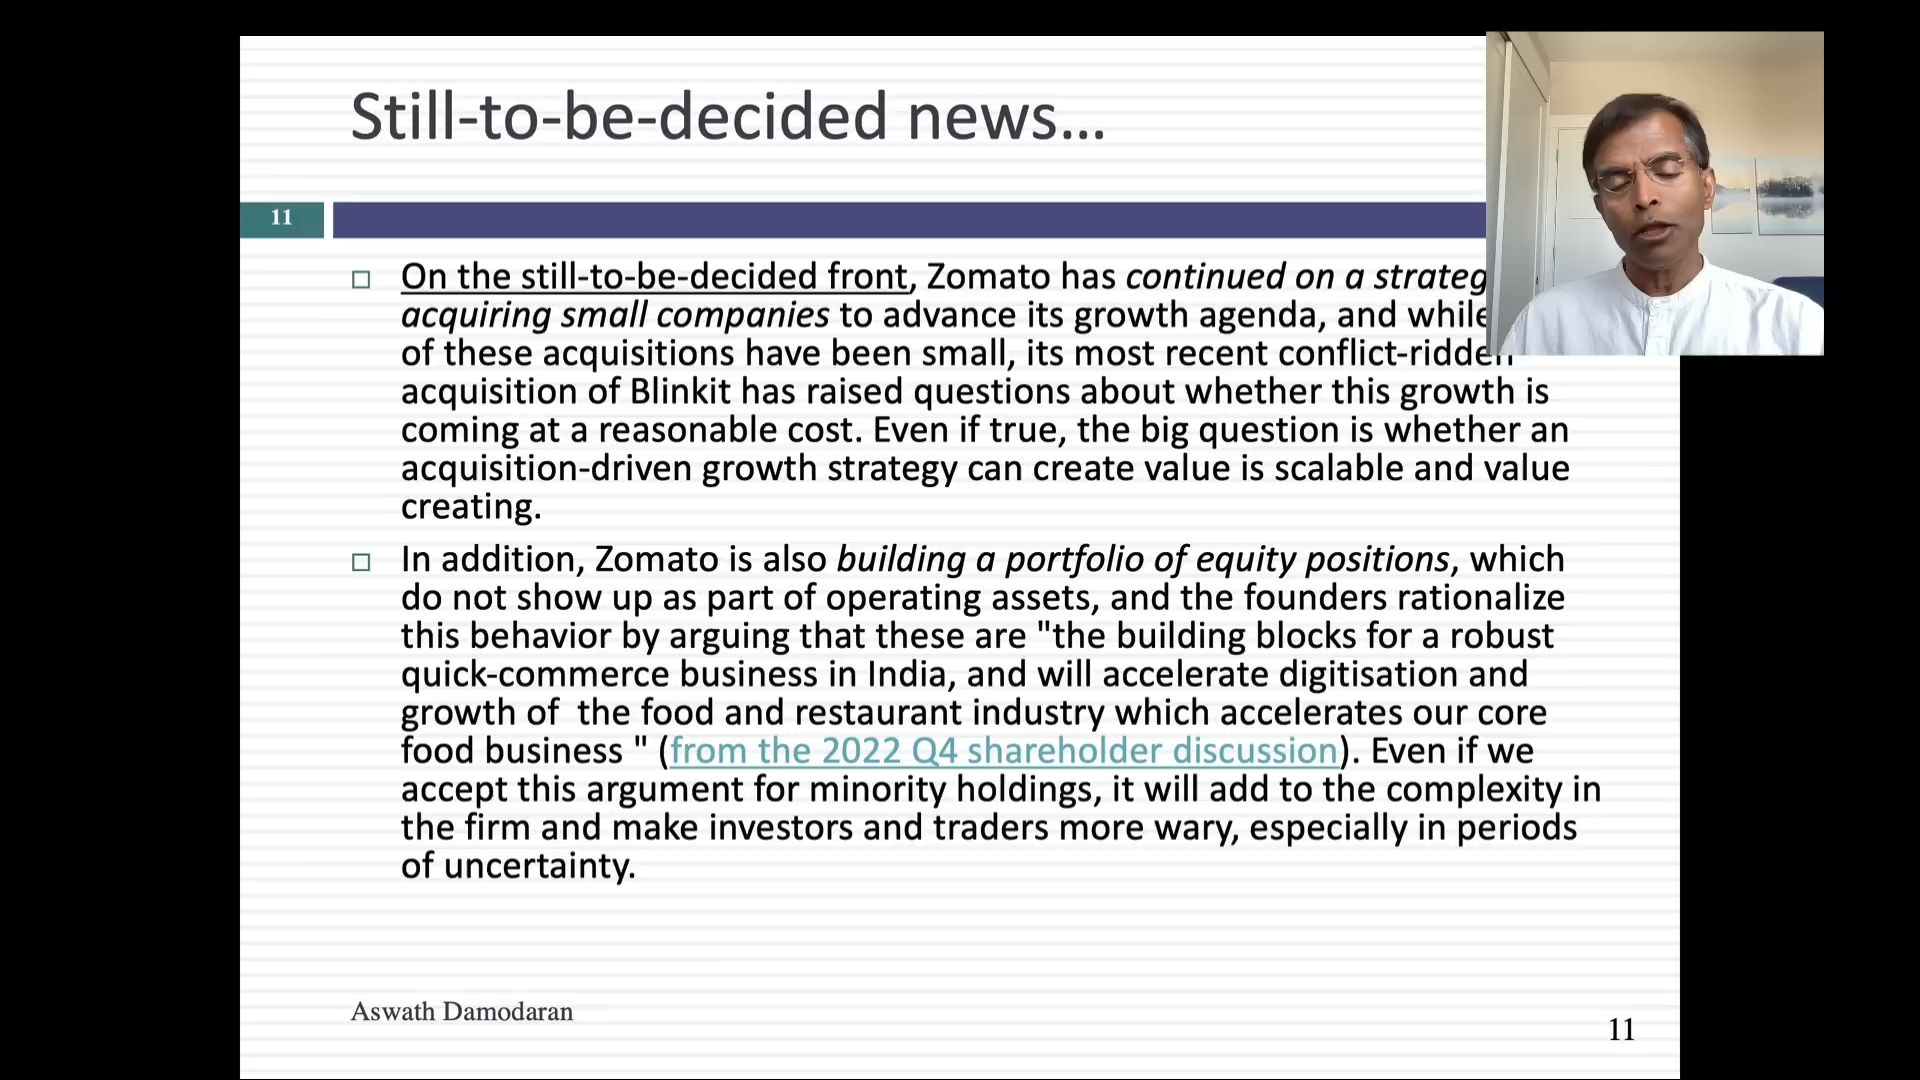 Still-to-be-decided news...
11
On the still-to-be-decided front, Zomato has continued on a
acquiring small companies to advance its growth agenda, and while
of these acquisitions have been small, its most recent conflict-ridden
acquisition of Blinkit has raised questions about whether this growth is
coming at a reasonable cost. Even if true, the big question is whether an
acquisition-driven growth strategy can create value is scalable and value
creating.
In addition, Zomato is also building a portfolio of equity positions, which
do not show up as part of operating assets, and the founders rationalize
this behavior by arguing that these are "the building blocks for a robust
quick-commerce business in India, and will accelerate digitisation and
growth of  the food and restaurant industry which accelerates our core
food business " (from the 2022 Q4 shareholder discussion). Even if we
accept this argument for minority holdings, it will add to the complexity in
the firm and make investors and traders more wary, especially in periods
of uncertainty.
Aswath Damodaran
11